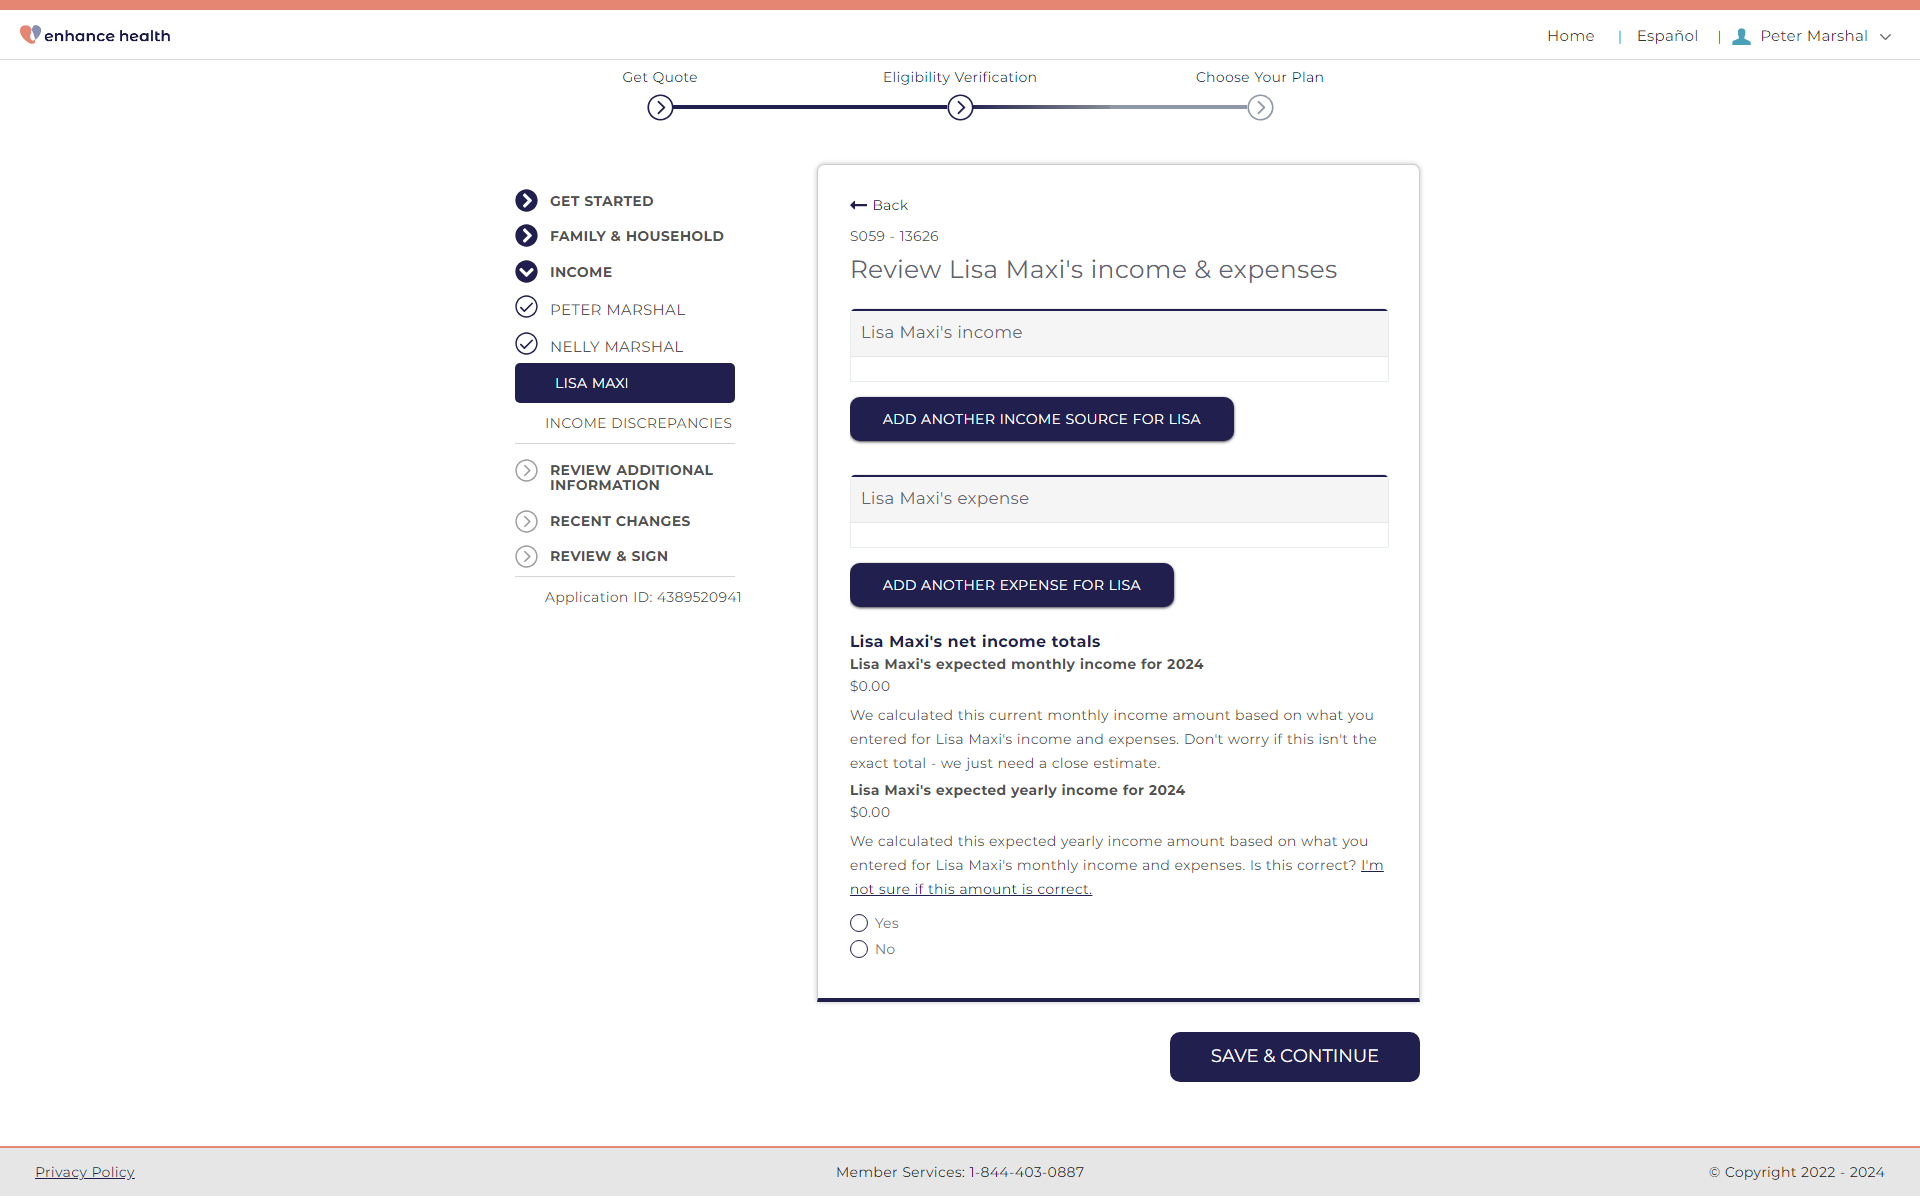 enhance health
Home | Español | Peter Marshal
Get Quote
Eligibility Verification
Choose Your Plan
GET STARTED
FAMILY & HOUSEHOLD
INCOME
PETER MARSHAL
NELLY MARSHAL
LISA MAXI
INCOME DISCREPANCIES
REVIEW ADDITIONAL
INFORMATION
RECENT CHANGES
REVIEW & SIGN
Application ID: 4389520941
Back
S059 - 13626
Review Lisa Maxi's income & expenses
Lisa Maxi's income
ADD ANOTHER INCOME SOURCE FOR LISA
Lisa Maxi's expense
ADD ANOTHER EXPENSE FOR LISA
Lisa Maxi's net income totals
Lisa Maxi's expected monthly income for 2024
$0.00
We calculated this current monthly income amount based on what you
entered for Lisa Maxi's income and expenses. Don't worry if this isn't the
exact total - we just need a close estimate.
Lisa Maxi's expected yearly income for 2024
$0.00
We calculated this expected yearly income amount based on what you
entered for Lisa Maxi's monthly income and expenses. Is this correct? I'm
not sure if this amount is correct.
Yes
No
SAVE & CONTINUE
Privacy Policy
Member Services: 1-844-403-0887
© Copyright 2022 - 2024